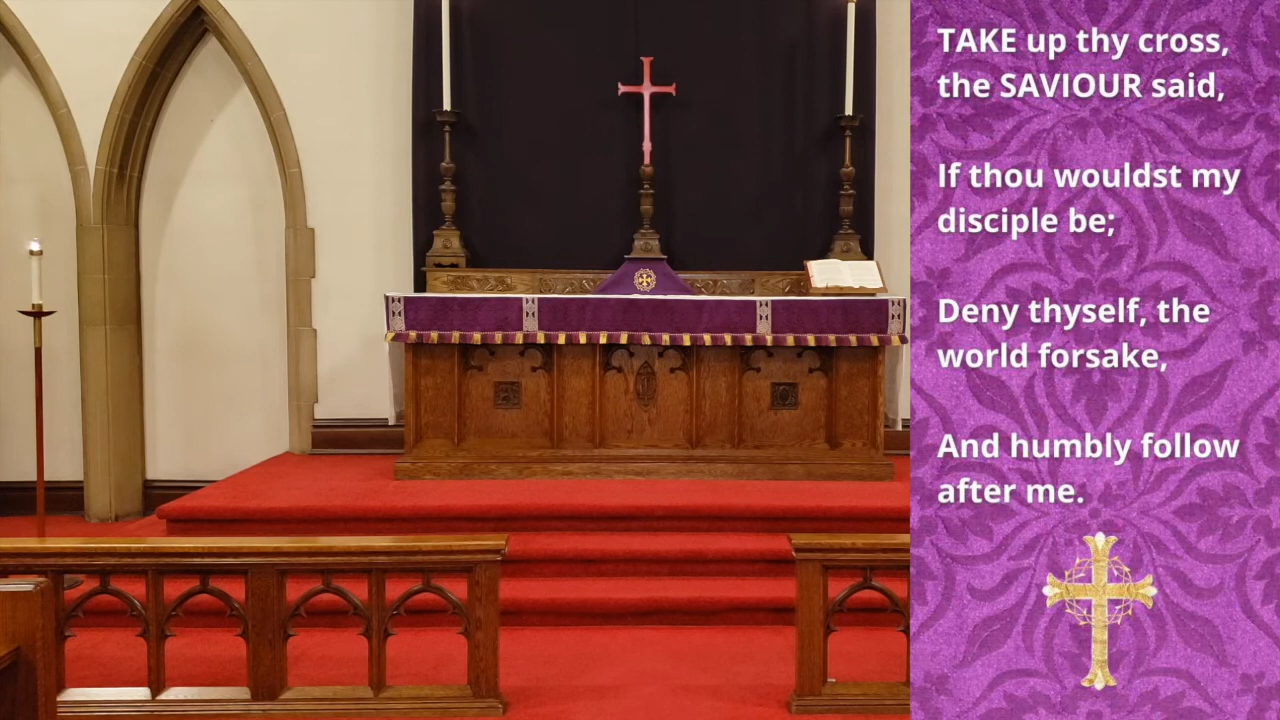 TAKE up thy cross,
the SAVIOUR said,
If thou wouldst my
disciple be;
Deny thyself, the
world forsake,
And humbly follow
after me.